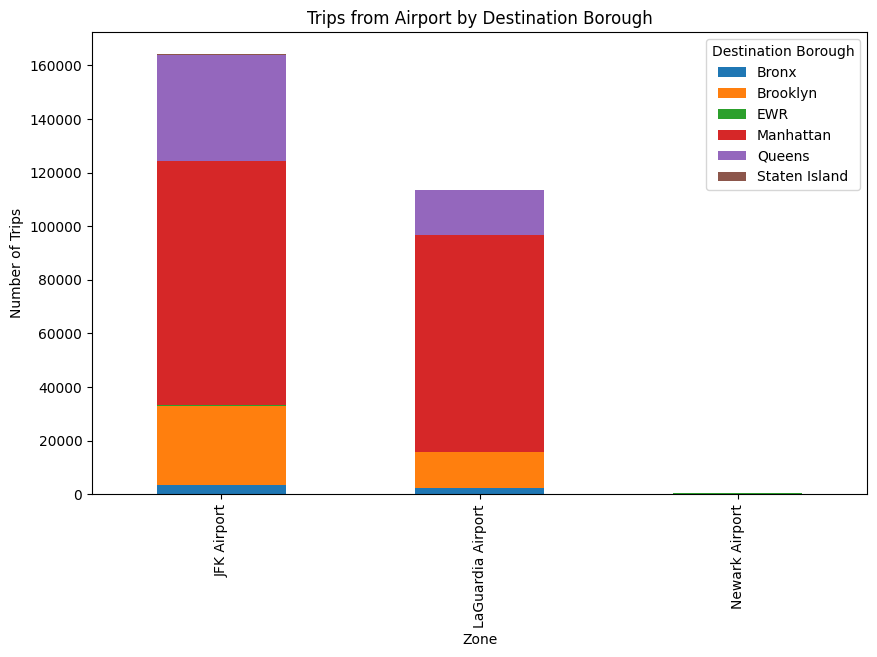 Trips from Airport by Destination Borough
Number of Trips
160000
140000
120000
100000
80000
60000
40000
20000
0
Destination Borough
Bronx
Brooklyn
EWR
Manhattan
Queens
Staten Island
JFK Airport
LaGuardia Airport
Newark Airport
Zone